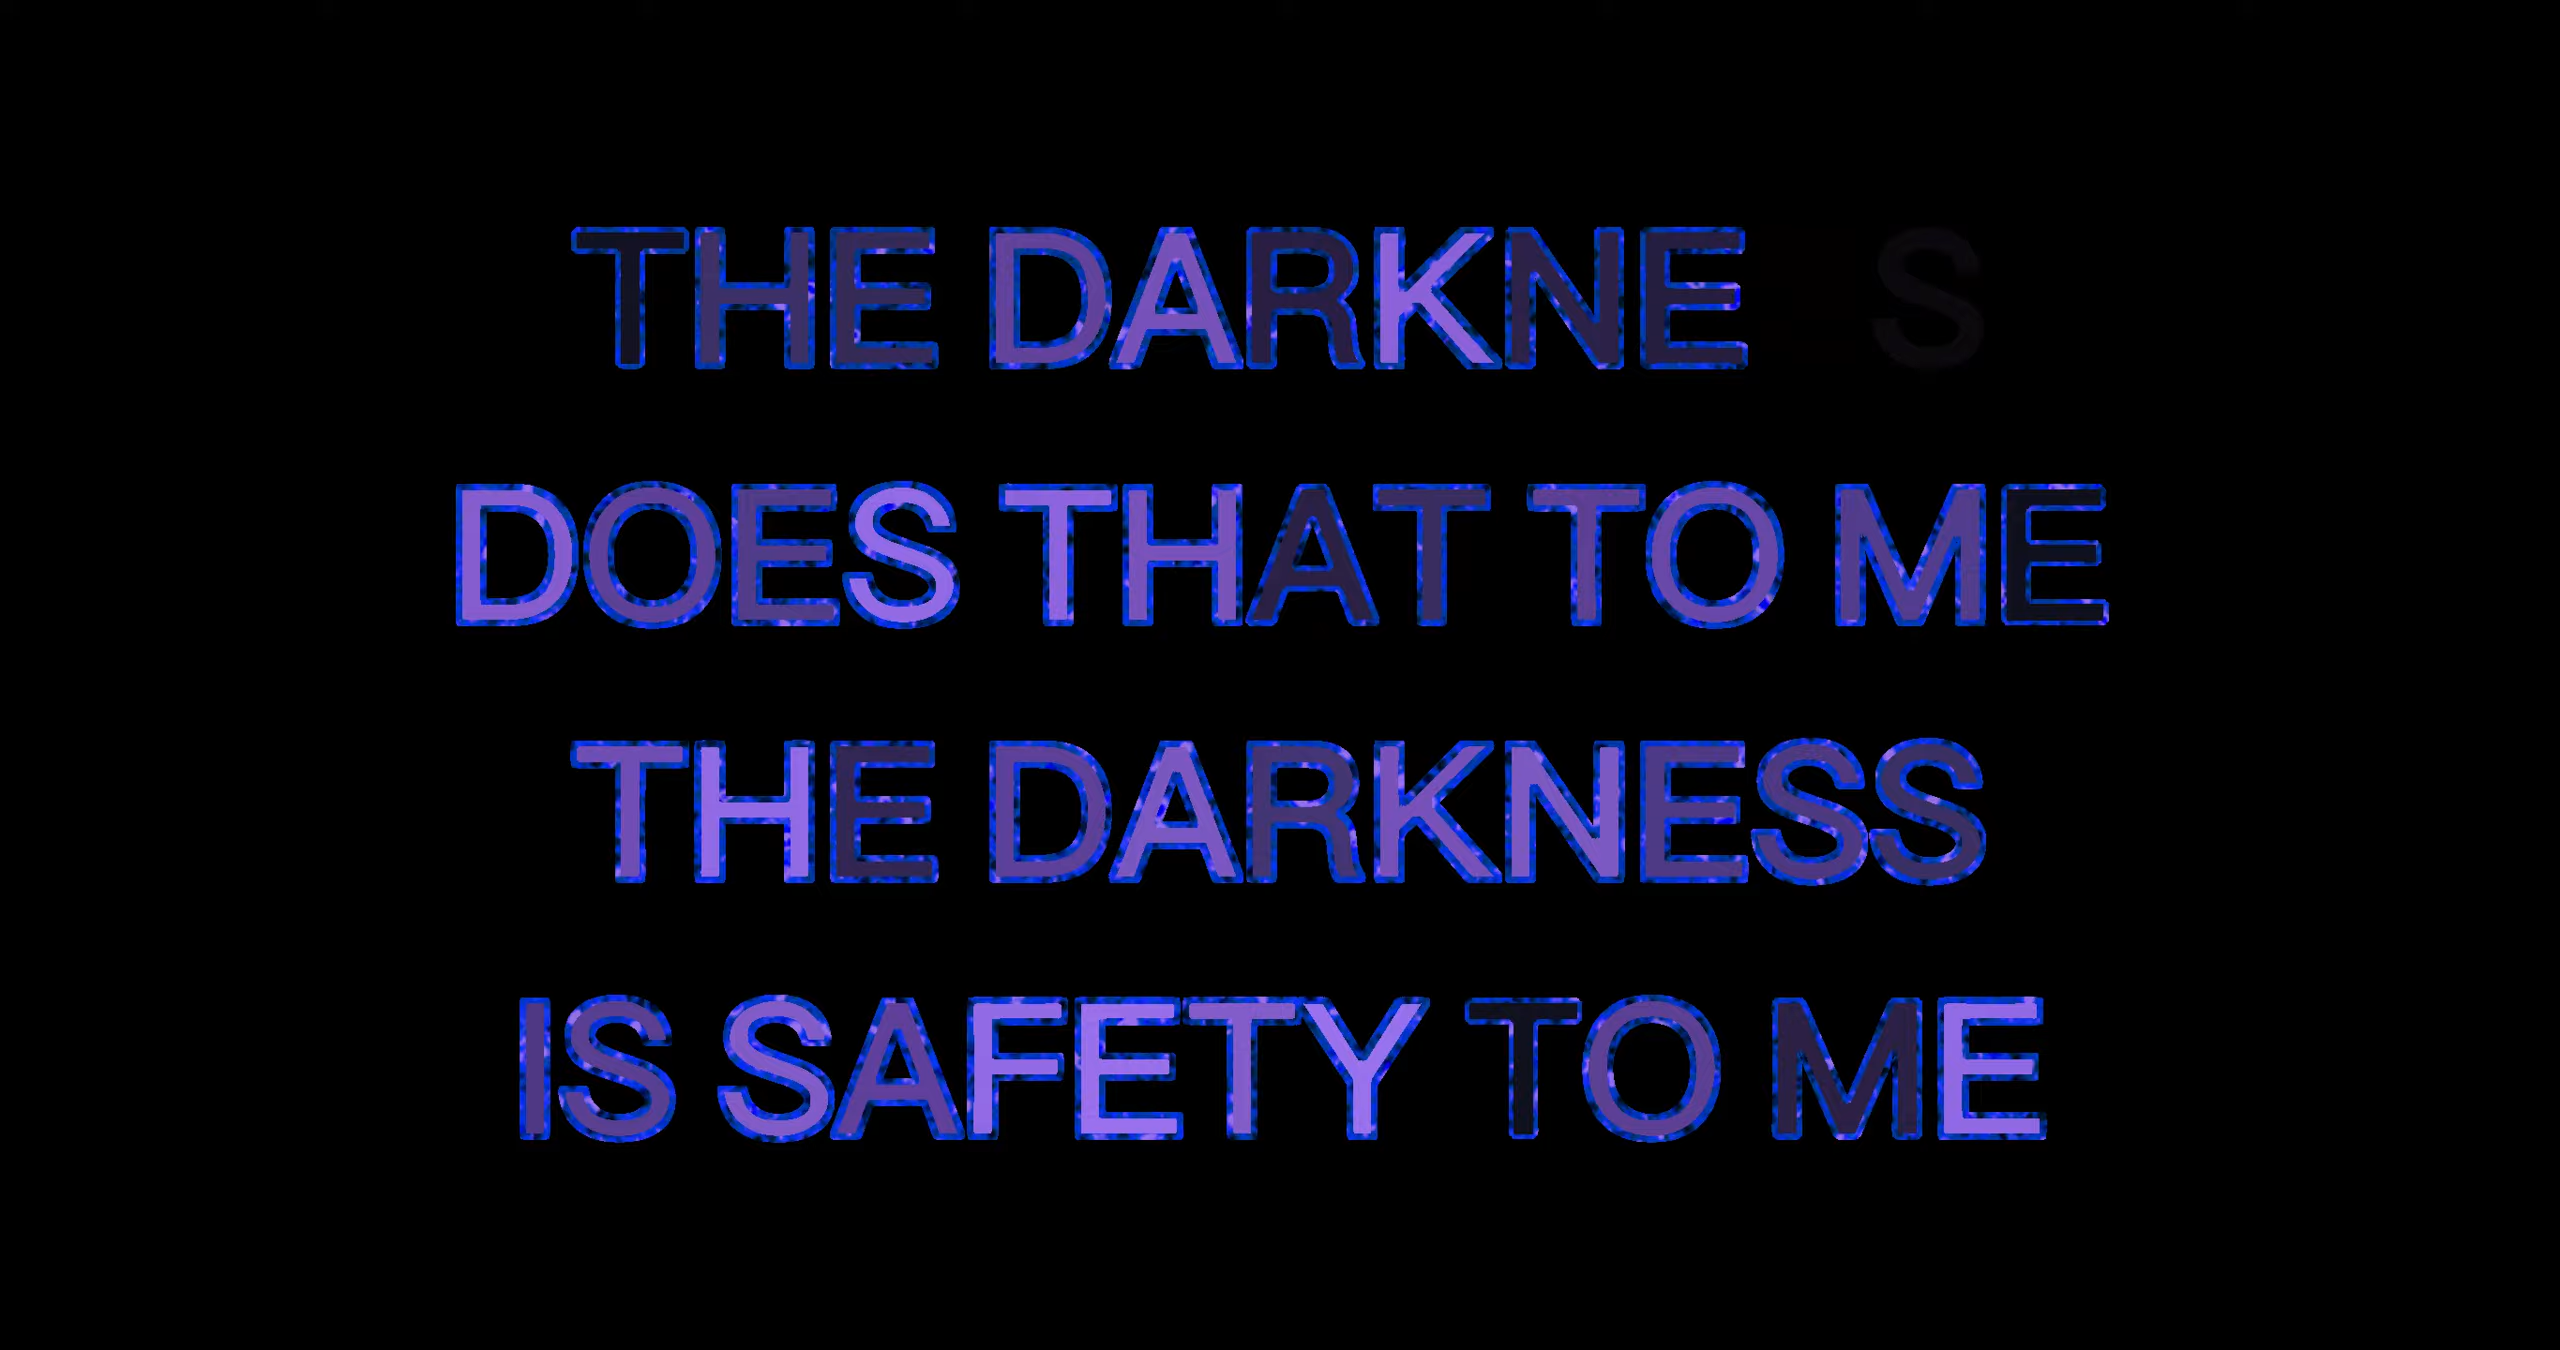 THE DARKNE S
DOES THAT TO ME
THE DARKNESS
IS SAFETY TO ME